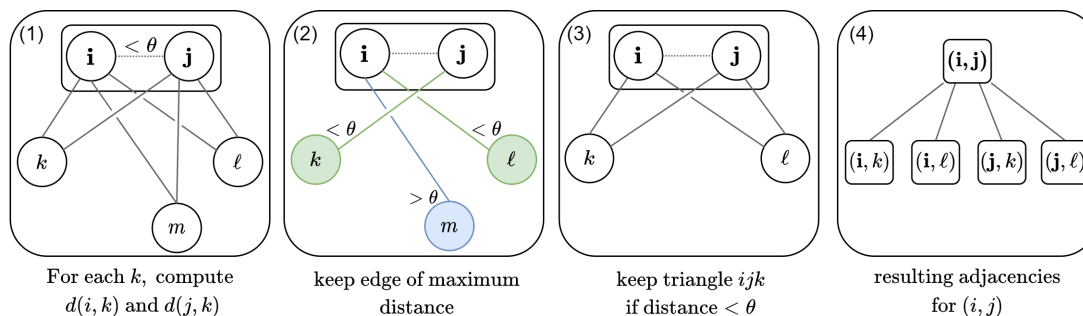 (1)
i
< θ
j
k
ℓ
m
For each k, compute
d(i, k) and d(j, k)
(2)
i
j
< θ
< θ
k
ℓ
> θ
m
keep edge of maximum
distance
(3)
i
j
k
ℓ
keep triangle ijk
if distance < θ
(4)
(i, j)
(i, k)
(i, ℓ)
(j, k)
(j, ℓ)
resulting adjacencies
for (i, j)